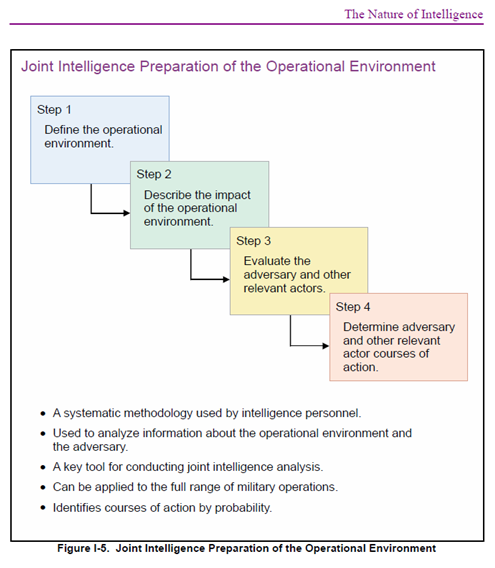 The Nature of Intelligence
Joint Intelligence Preparation of the Operational Environment
Step 1
Define the operational
environment.
Step 2
Describe the impact
of the operational
environment.
Step 3
Evaluate the
adversary and other
relevant actors.
Step 4
Determine adversary
and other relevant
actor courses of
action.
• A systematic methodology used by intelligence personnel.
• Used to analyze information about the operational environment and
the adversary.
• A key tool for conducting joint intelligence analysis.
• Can be applied to the full range of military operations.
• Identifies courses of action by probability.
Figure I-5. Joint Intelligence Preparation of the Operational Environment